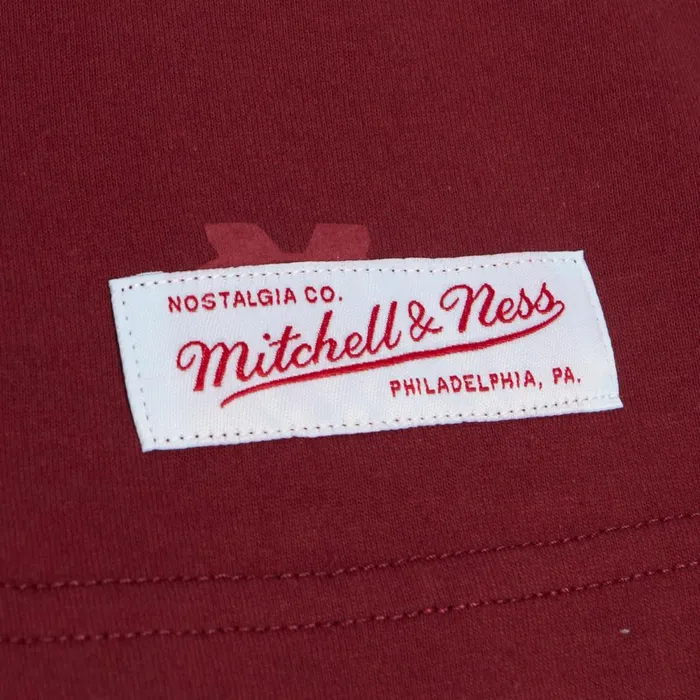 NOSTALGIA CO.
Mitchell & Ness
PHILADELPHIA, PA.